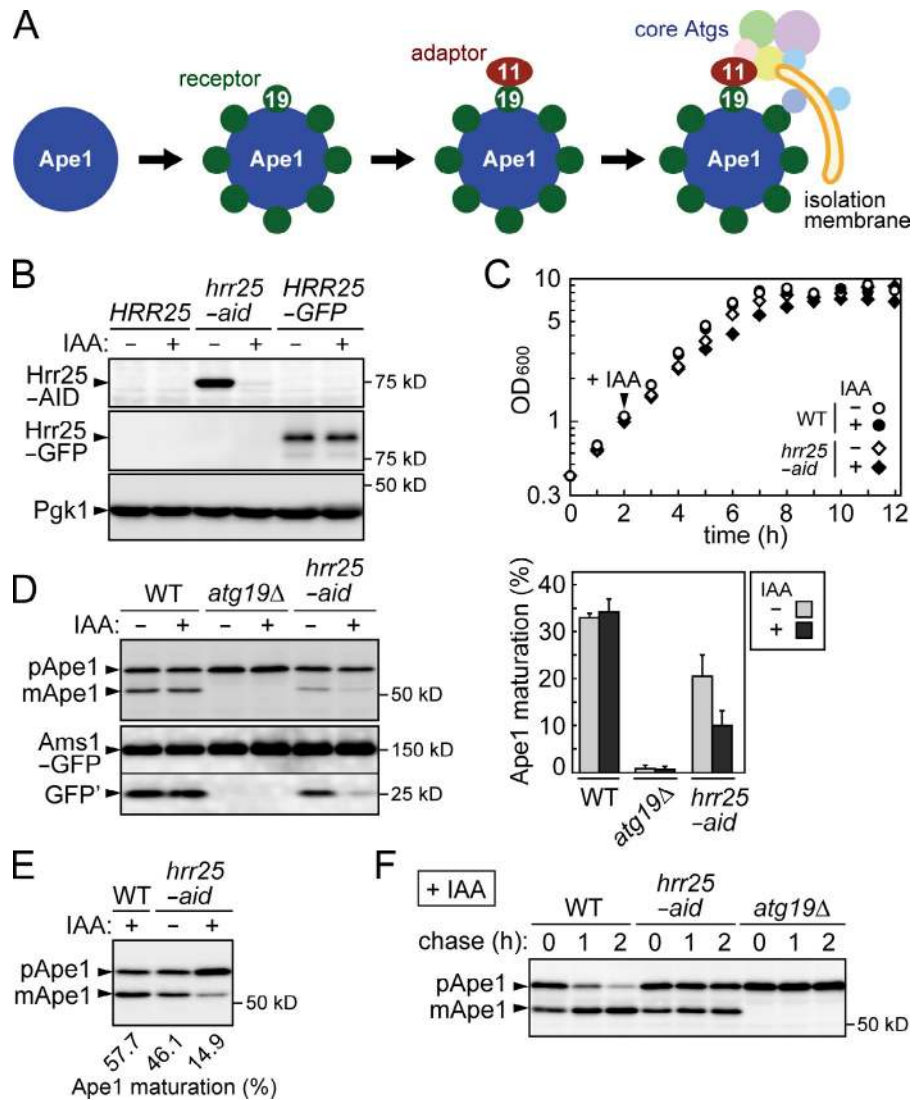 A
core Atgs
adaptor
receptor
11
11
19
19
19
Ape1
Ape1
Ape1
Ape1
isolation
membrane
B
HRR25
hrr25
-aid
HRR25
-GFP
IAA: – + – + – +
Hrr25
-AID
75 kD
Hrr25
-GFP
75 kD
50 kD
Pgk1
C
10
5
1
0.3
OD600
+ IAA
IAA
WT – +
hrr25
-aid – +
0 2 4 6 8 10 12
time (h)
D
WT atg19Δ hrr25
-aid
IAA: – + – + – +
pApe1
mApe1
50 kD
Ams1
-GFP
150 kD
GFP'
25 kD
Ape1 maturation (%)
40
30
20
10
0
WT
atg19Δ
hrr25
-aid
IAA
–
+
E
WT hrr25
-aid
IAA: + – +
pApe1
mApe1
50 kD
57.7 46.1 14.9
Ape1 maturation (%)
F
+ IAA
WT hrr25
-aid atg19Δ
chase (h): 0 1 2 0 1 2 0 1 2
pApe1
mApe1
50 kD